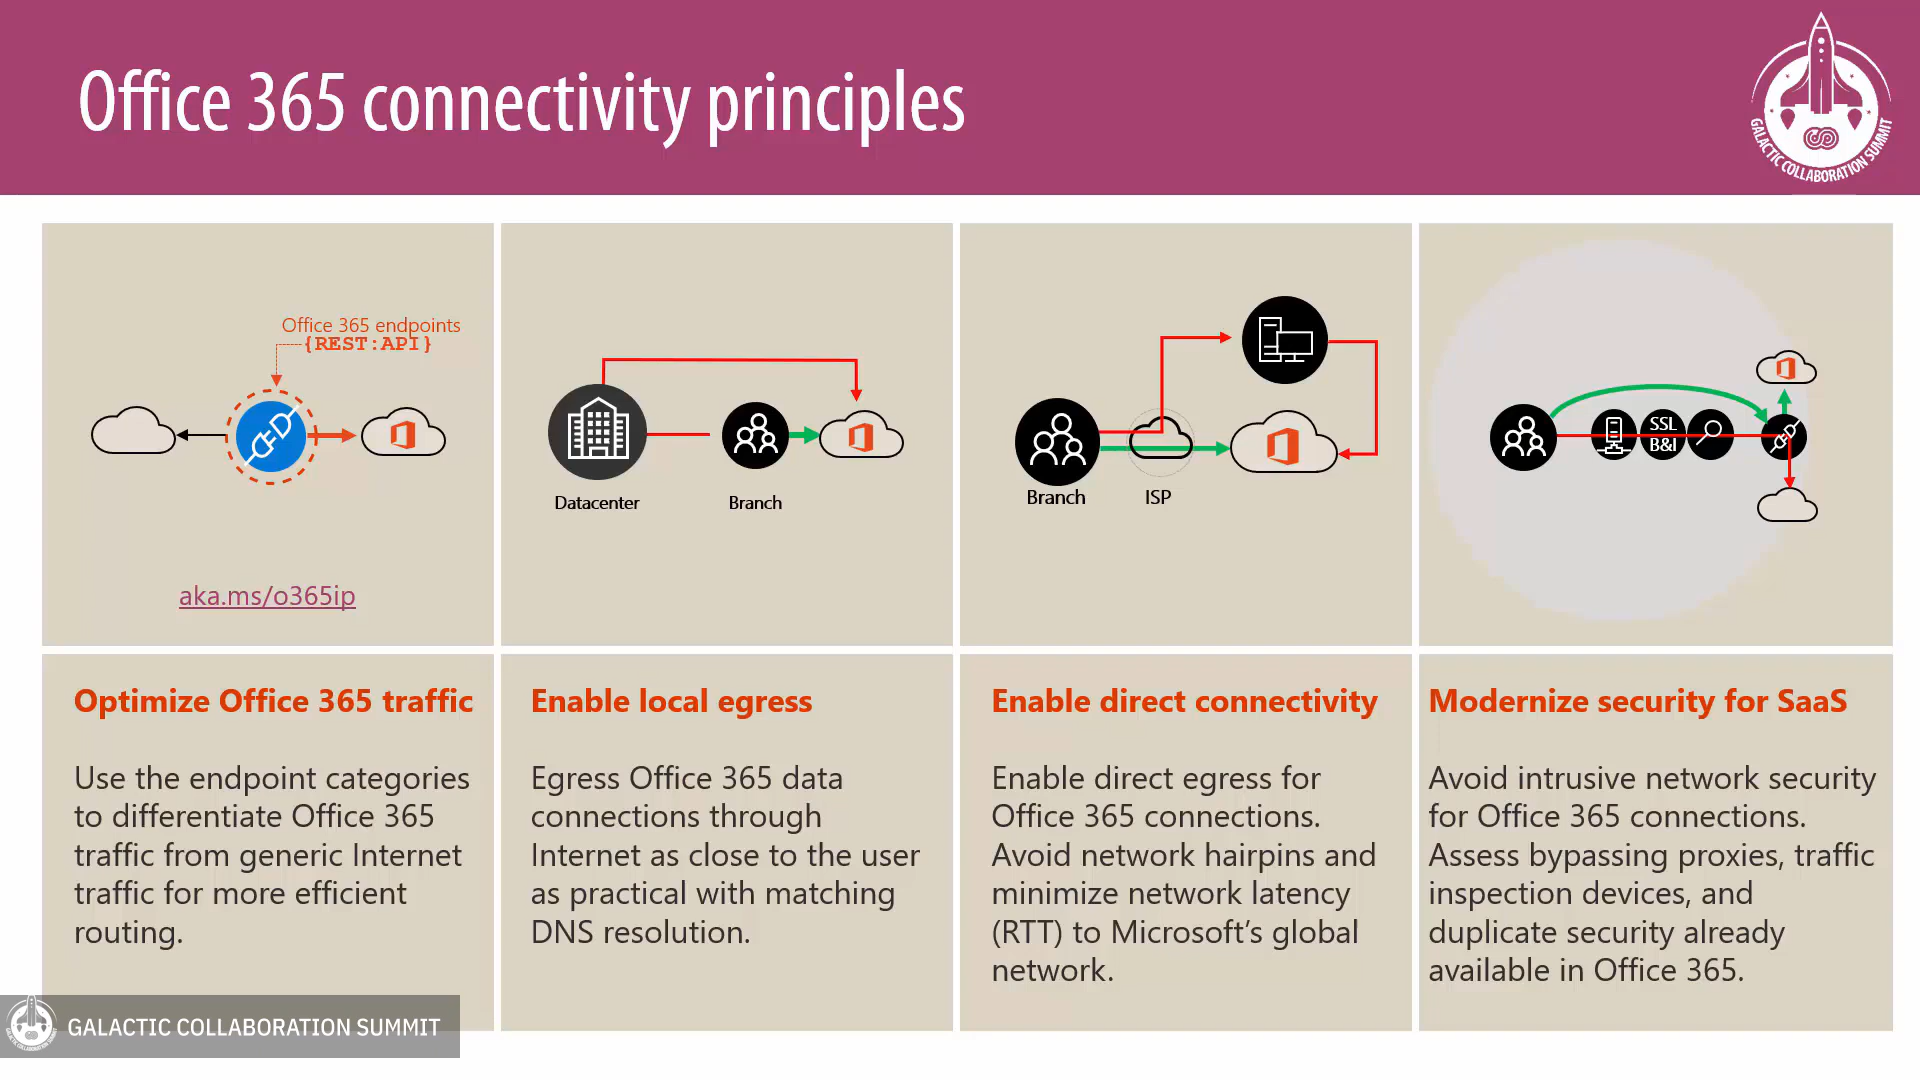 Office 365 connectivity principles
GALACTIC COLLABORATION SUMMIT
Office 365 endpoints
{REST:API}
aka.ms/o365ip
Datacenter
Branch
Branch
ISP
SSL
B&I
Optimize Office 365 traffic
Use the endpoint categories
to differentiate Office 365
traffic from generic Internet
traffic for more efficient
routing.
Enable local egress
Egress Office 365 data
connections through
Internet as close to the user
as practical with matching
DNS resolution.
Enable direct connectivity
Enable direct egress for
Office 365 connections.
Avoid network hairpins and
minimize network latency
(RTT) to Microsoft’s global
network.
Modernize security for SaaS
Avoid intrusive network security
for Office 365 connections.
Assess bypassing proxies, traffic
inspection devices, and
duplicate security already
available in Office 365.
GALACTIC COLLABORATION SUMMIT